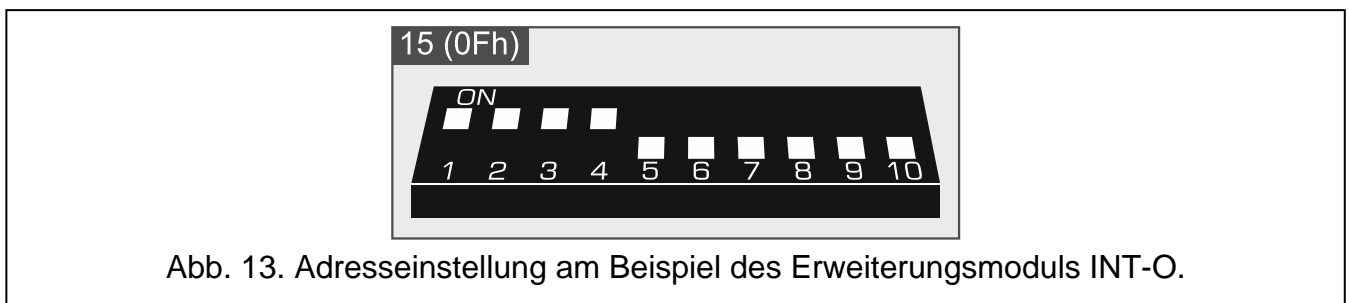 15 (0Fh)
ON
1 2 3 4 5 6 7 8 9 10
Abb. 13. Adresseinstellung am Beispiel des Erweiterungsmoduls INT-O.